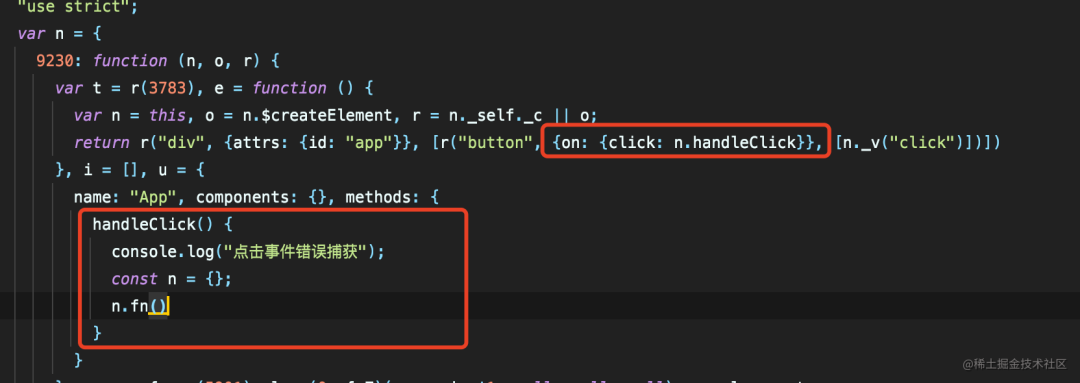 "use strict";
var n = {
9230: function (n, o, r) {
var t = r(3783), e = function () {
var n = this, o = n.$createElement, r = n._self._c || o;
return r("div", {attrs: {id: "app"}}, [r("button", {on: {click: n.handleClick}}, [n._v("click")])])
}, i = [], u = {
name: "App", components: {}, methods: {
handleClick() {
console.log("点击事件错误捕获");
const n = {};
n.fn()
}
}
@稀土掘金技术社区